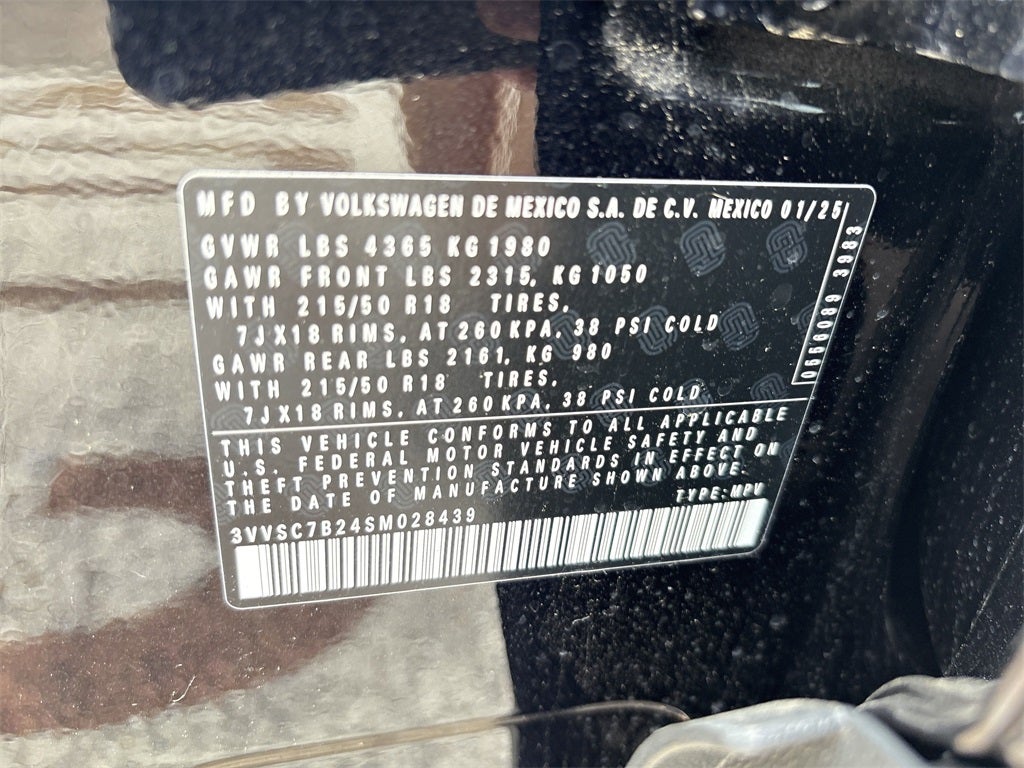 MFD BY VOLKSWAGEN DE MEXICO S.A. DE C.V. MEXICO 01/25
GVWR LBS 4365 KG 1980
GAWR FRONT LBS 2315, KG 1050
WITH 215/50 R18 TIRES,
7JX18 RIMS, AT 260 KPA, 38 PSI COLD
GAWR REAR LBS 2161, KG 980
WITH 215/50 R18 TIRES,
7JX18 RIMS, AT 260 KPA, 38 PSI COLD
0556089 3983
THIS VEHICLE CONFORMS TO ALL APPLICABLE
U.S. FEDERAL MOTOR VEHICLE SAFETY AND
THEFT PREVENTION STANDARDS IN EFFECT ON
THE DATE OF MANUFACTURE SHOWN ABOVE.
TYPE:MPV
3VVSC7B24SM028439